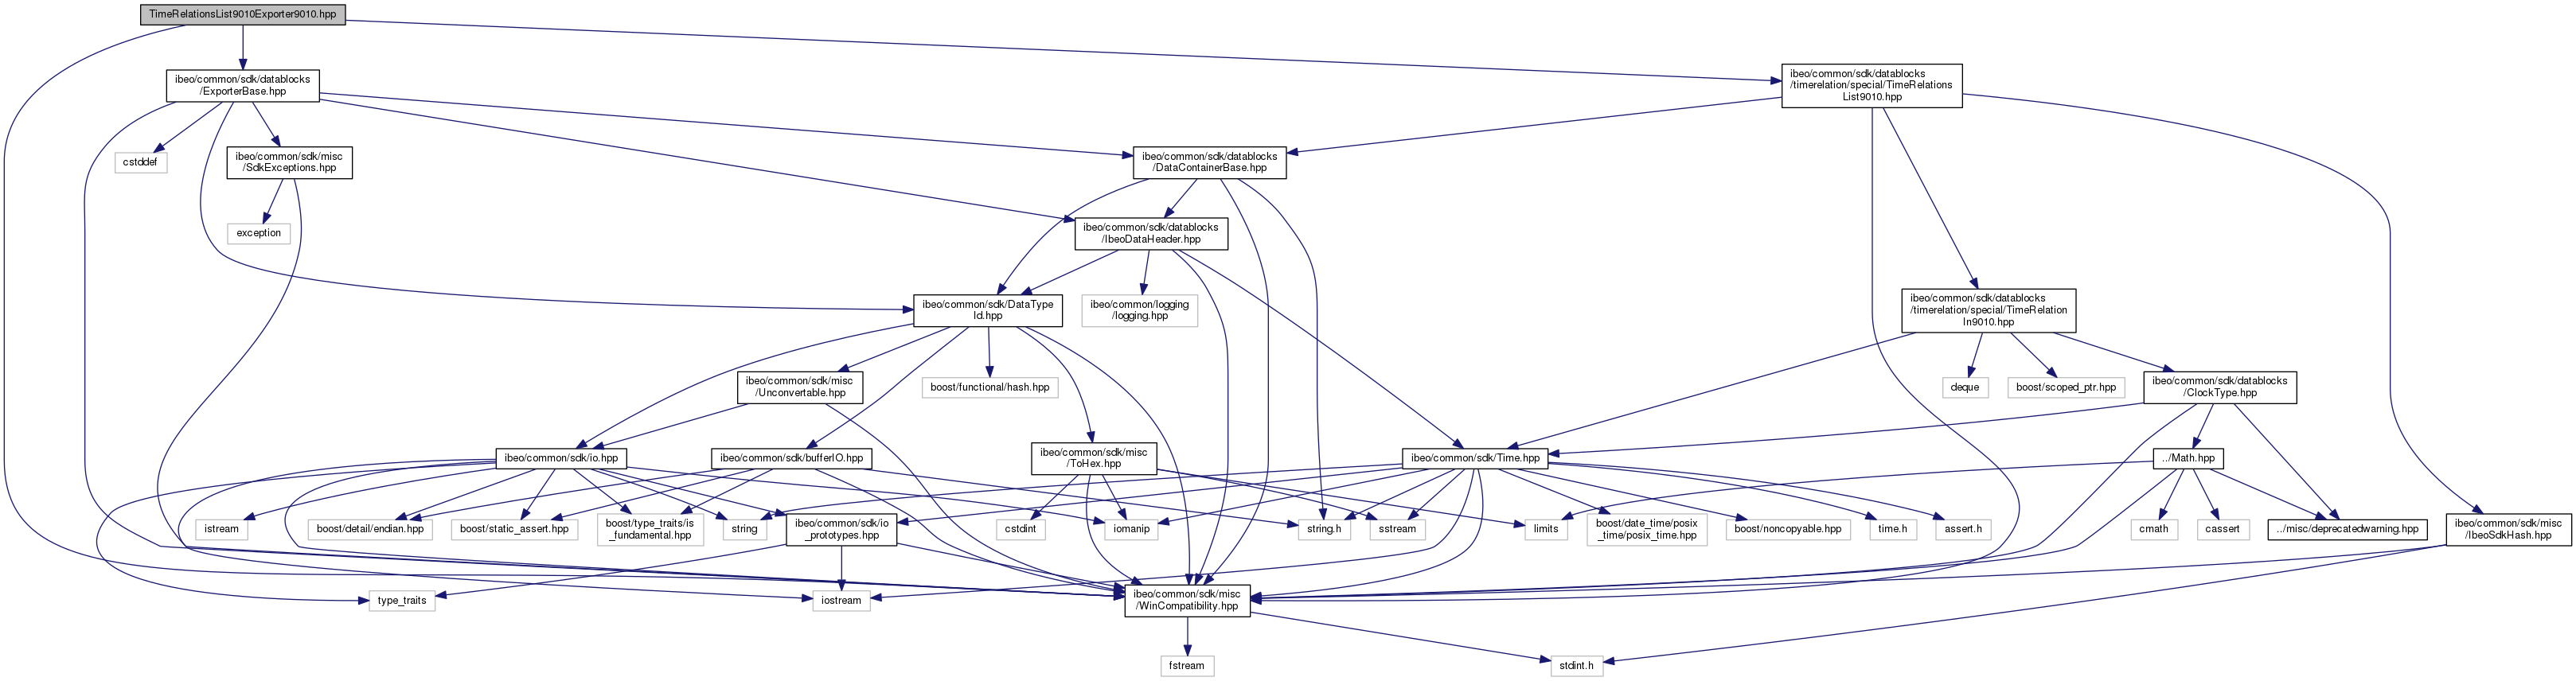 TimeRelationsList9010Exporter9010.hpp
ibeo/common/sdk/datablocks
/ExporterBase.hpp
ibeo/common/sdk/datablocks
/timerelation/special/TimeRelations
List9010.hpp
cstddef
ibeo/common/sdk/misc
/SdkExceptions.hpp
ibeo/common/sdk/datablocks
/DataContainerBase.hpp
exception
ibeo/common/sdk/datablocks
/IbeoDataHeader.hpp
ibeo/common/sdk/DataType
Id.hpp
ibeo/common/logging
/logging.hpp
ibeo/common/sdk/datablocks
/timerelation/special/TimeRelation
In9010.hpp
ibeo/common/sdk/misc
/Unconvertable.hpp
boost/functional/hash.hpp
deque
boost/scoped_ptr.hpp
ibeo/common/sdk/datablocks
/ClockType.hpp
ibeo/common/sdk/io.hpp
ibeo/common/sdk/bufferIO.hpp
ibeo/common/sdk/misc
/ToHex.hpp
ibeo/common/sdk/Time.hpp
../Math.hpp
istream
boost/detail/endian.hpp
boost/static_assert.hpp
boost/type_traits/is
_fundamental.hpp
string
ibeo/common/sdk/io
_prototypes.hpp
cstdint
iomanip
string.h
sstream
limits
boost/date_time/posix
_time/posix_time.hpp
boost/noncopyable.hpp
time.h
assert.h
cmath
cassert
../misc/deprecatedwarning.hpp
ibeo/common/sdk/misc
/IbeoSdkHash.hpp
type_traits
iostream
ibeo/common/sdk/misc
/WinCompatibility.hpp
fstream
stdint.h